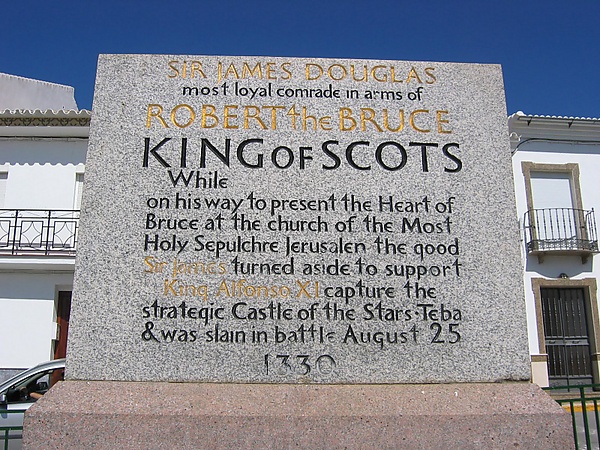 SIR JAMES DOUGLAS
most loyal comrade in arms of
ROBERT the BRUCE
KING OF SCOTS
While
on his way to present the Heart of
Bruce at the church of the Most
Holy Sepulchre Jerusalen the good
Sir James turned aside to support
King Alfonso XI capture the
strategic Castle of the Stars·Teba
& was slain in battle August 25
1330